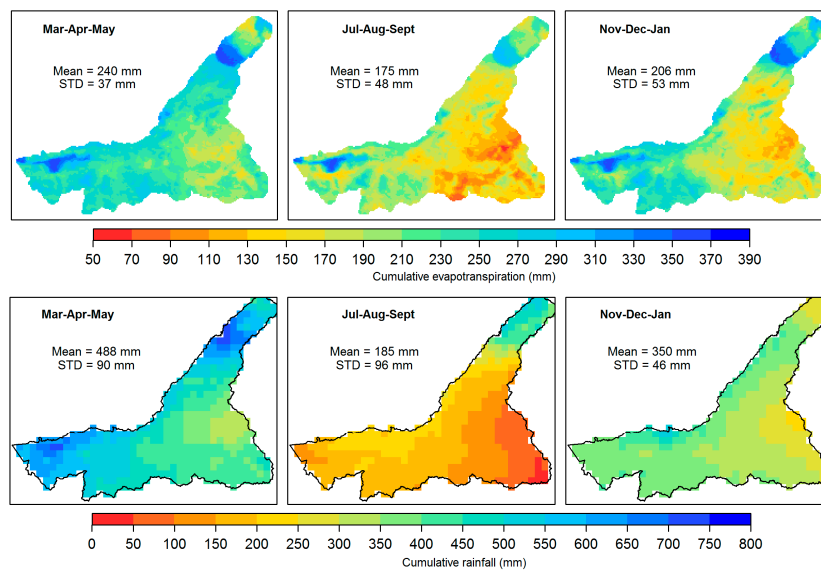 Mar-Apr-May
Mean = 240 mm
STD = 37 mm
Jul-Aug-Sept
Mean = 175 mm
STD = 48 mm
Nov-Dec-Jan
Mean = 206 mm
STD = 53 mm
50 70 90 110 130 150 170 190 210 230 250 270 290 310 330 350 370 390
Cumulative evapotranspiration (mm)
Mar-Apr-May
Mean = 488 mm
STD = 90 mm
Jul-Aug-Sept
Mean = 185 mm
STD = 96 mm
Nov-Dec-Jan
Mean = 350 mm
STD = 46 mm
0 50 100 150 200 250 300 350 400 450 500 550 600 650 700 750 800
Cumulative rainfall (mm)